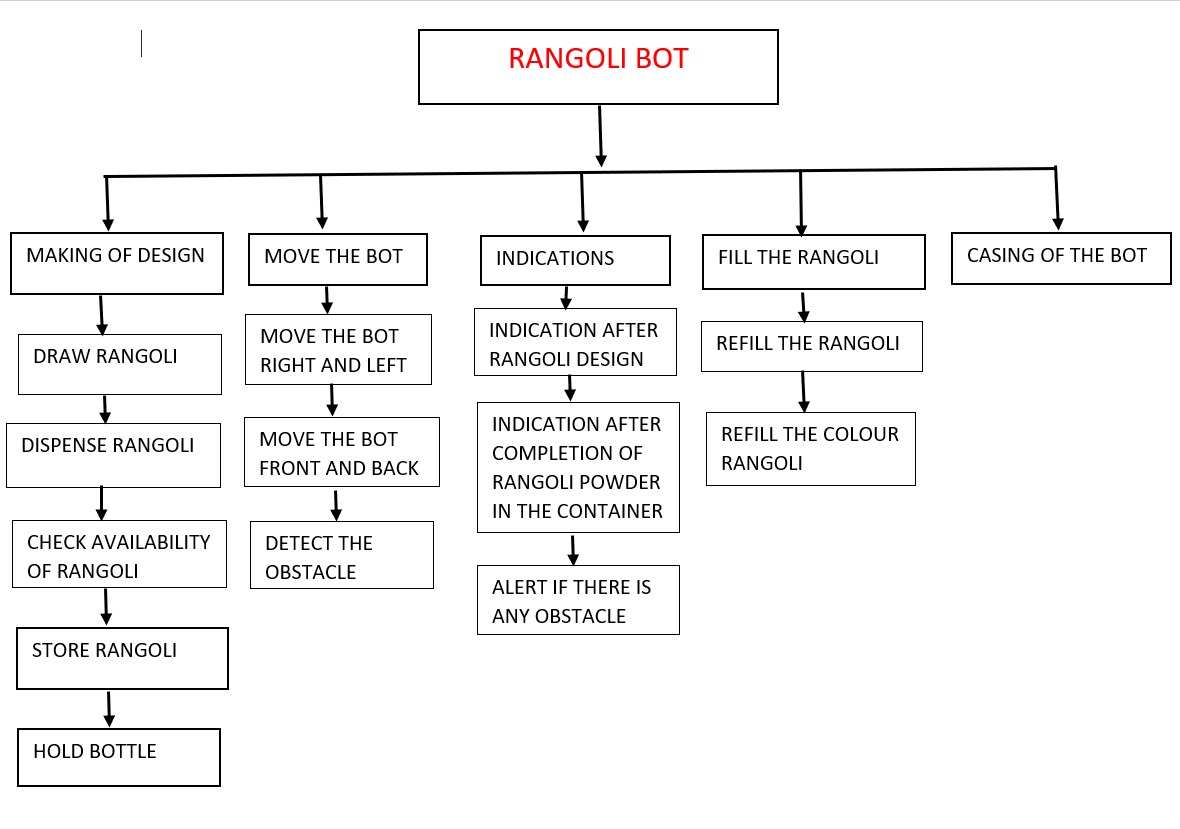 RANGOLI BOT
MAKING OF DESIGN
DRAW RANGOLI
DISPENSE RANGOLI
CHECK AVAILABILITY
OF RANGOLI
STORE RANGOLI
HOLD BOTTLE
MOVE THE BOT
MOVE THE BOT
RIGHT AND LEFT
MOVE THE BOT
FRONT AND BACK
DETECT THE
OBSTACLE
INDICATIONS
INDICATION AFTER
RANGOLI DESIGN
INDICATION AFTER
COMPLETION OF
RANGOLI POWDER
IN THE CONTAINER
ALERT IF THERE IS
ANY OBSTACLE
FILL THE RANGOLI
REFILL THE RANGOLI
REFILL THE COLOUR
RANGOLI
CASING OF THE BOT